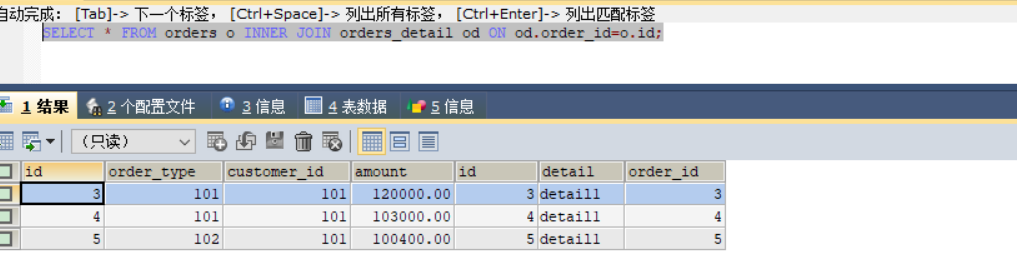 自动完成： [Tab]-> 下一个标签， [Ctrl+Space]-> 列出所有标签， [Ctrl+Enter]-> 列出匹配标签
SELECT * FROM orders o INNER JOIN orders_detail od ON od.order_id=o.id;
1 结果 2 个配置文件 3 信息 4 表数据 5 信息
（只读）
id order_type customer_id amount id detail order_id
3 101 101 120000.00 3 detail1 3
4 101 101 103000.00 4 detail1 4
5 102 101 100400.00 5 detail1 5